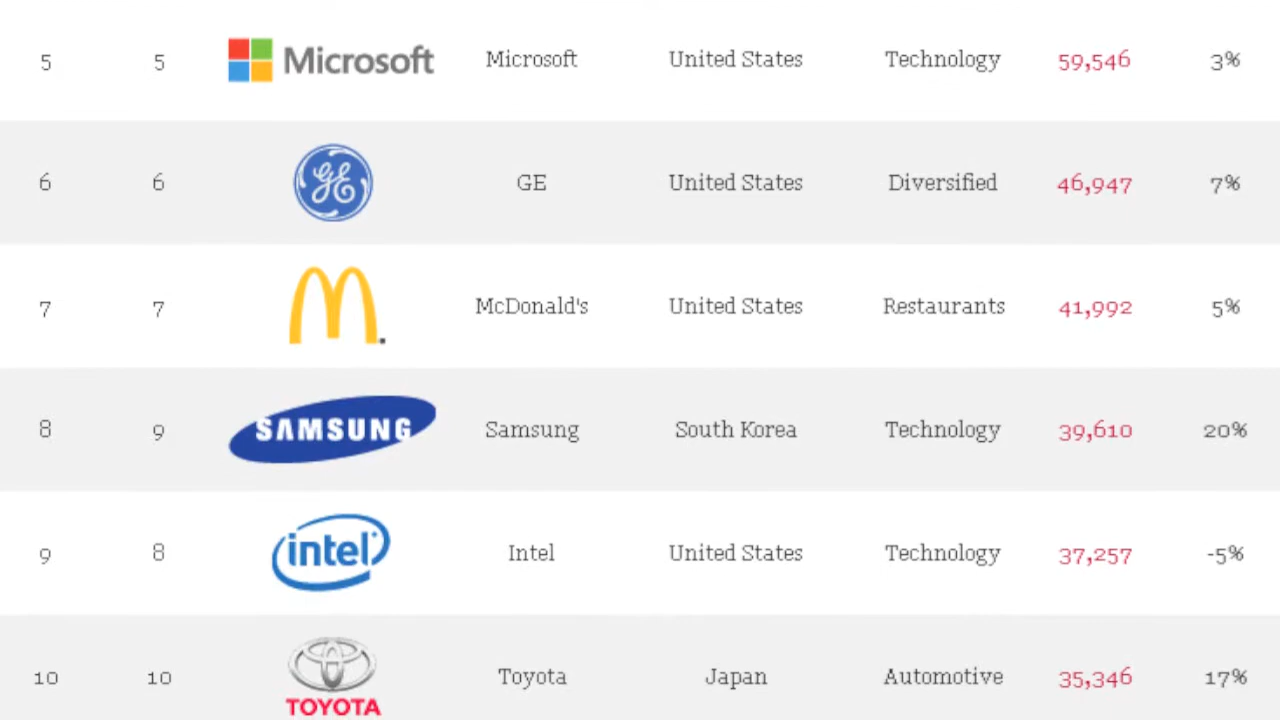 5 5 Microsoft Microsoft United States Technology 59,546 3%
6 6 GE GE United States Diversified 46,947 7%
7 7 McDonald's United States Restaurants 41,992 5%
8 9 SAMSUNG Samsung South Korea Technology 39,610 20%
9 8 intel Intel United States Technology 37,257 -5%
10 10 TOYOTA Toyota Japan Automotive 35,346 17%